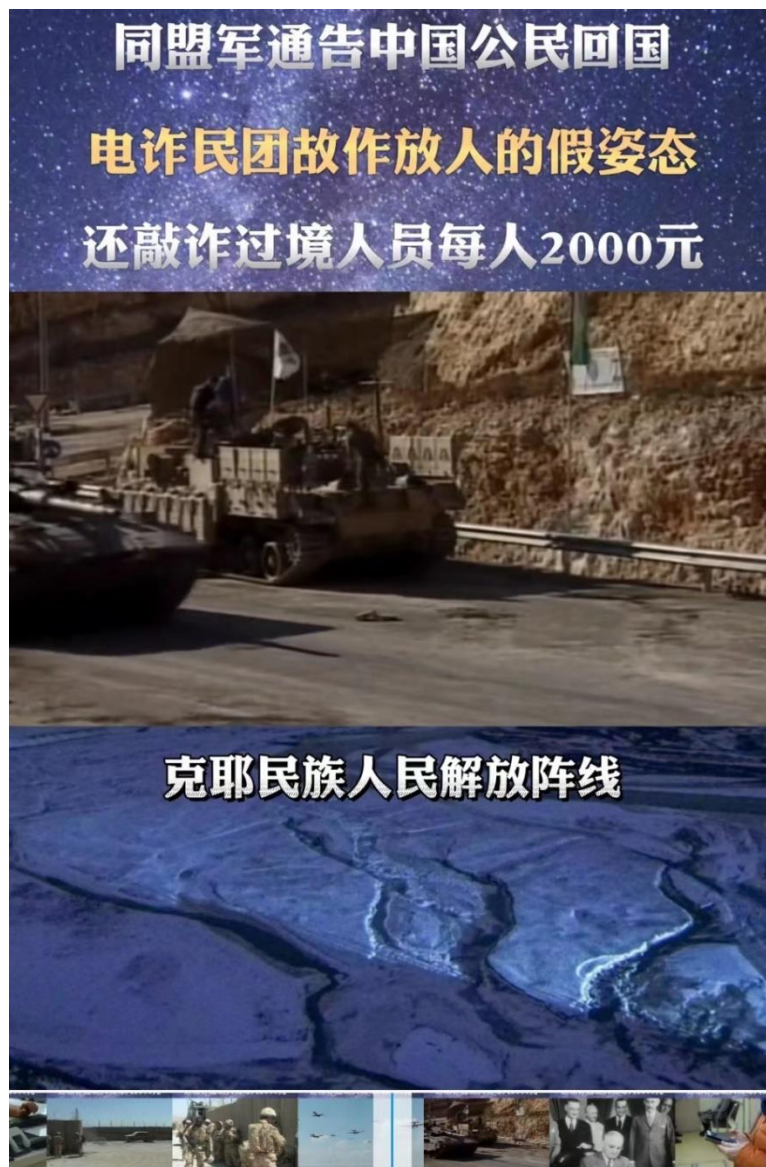 同盟军通告中国公民回国
电诈民团故作放人的假姿态
还敲诈过境人员每人2000元
克耶民族人民解放阵线